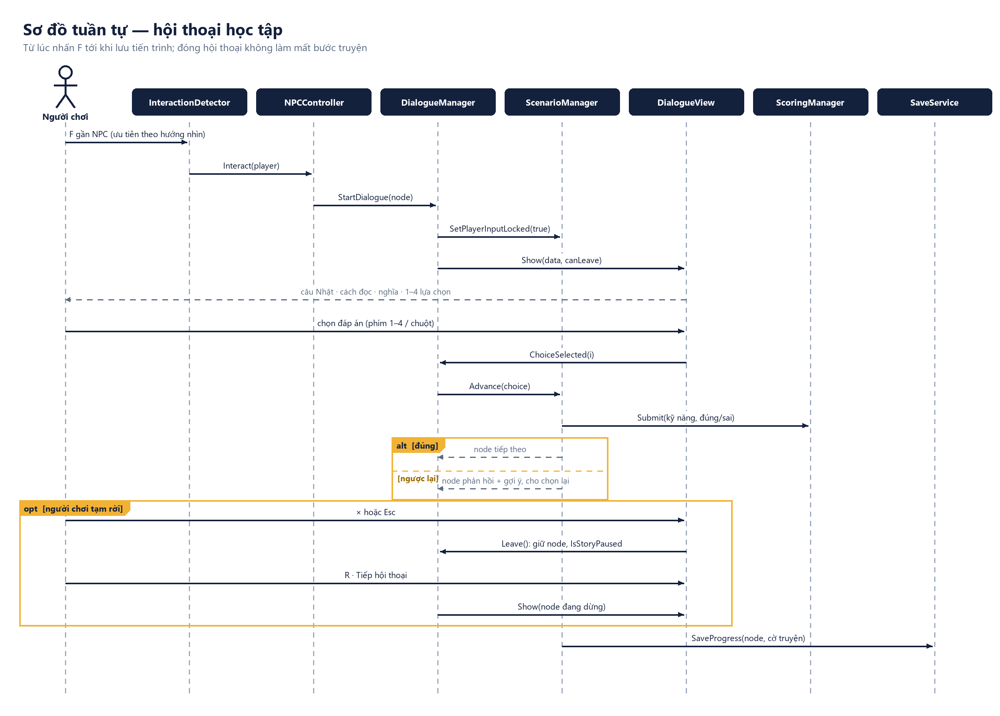 Sơ đồ tuần tự — hội thoại học tập
Từ lúc nhấn F tới khi lưu tiến trình; đóng hội thoại không làm mất bước truyện
Người chơi
InteractionDetector
NPCController
DialogueManager
ScenarioManager
DialogueView
ScoringManager
SaveService
F gần NPC (ưu tiên theo hướng nhìn)
Interact(player)
StartDialogue(node)
SetPlayerInputLocked(true)
Show(data, canLeave)
câu Nhật · cách đọc · nghĩa · 1–4 lựa chọn
chọn đáp án (phím 1–4 / chuột)
ChoiceSelected(i)
Advance(choice)
Submit(kỹ năng, đúng/sai)
alt [đúng]
node tiếp theo
[ngược lại]
node phản hồi + gợi ý, cho chọn lại
opt [người chơi tạm rời]
× hoặc Esc
Leave(): giữ node, IsStoryPaused
R · Tiếp hội thoại
Show(node đang dừng)
SaveProgress(node, cờ truyện)